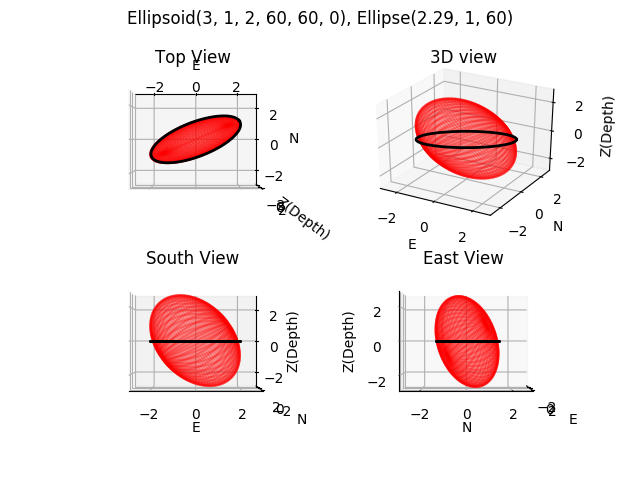 Ellipsoid(3, 1, 2, 60, 60, 0), Ellipse(2.29, 1, 60)
Top View
E
−2 0 2
2
N
0
−2
Z(Depth)
3D view
2
0
−2
Z(Depth)
−2
0
2
E
−2
0
2
N
South View
2
0
−2
Z(Depth)
−2 0 2
E
N
East View
2
0
−2
Z(Depth)
−2 0 2
N
E